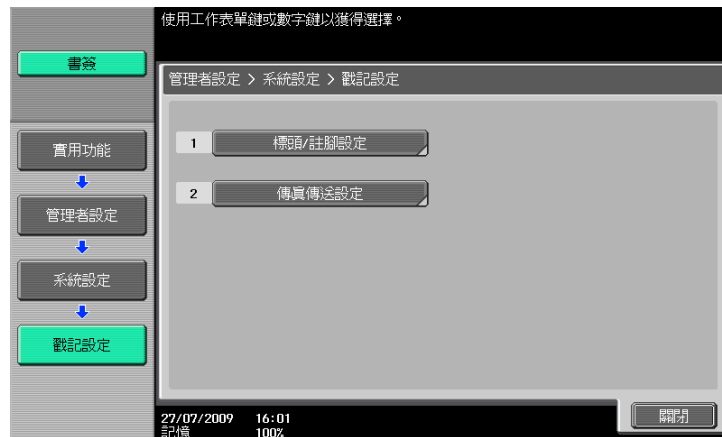 使用工作表單鍵或數字鍵以獲得選擇。
書簽
管理者設定 > 系統設定 > 戳記設定
實用功能
管理者設定
系統設定
戳記設定
1 標頭/註腳設定
2 傳真傳送設定
27/07/2009 16:01
記憶 100%
關閉